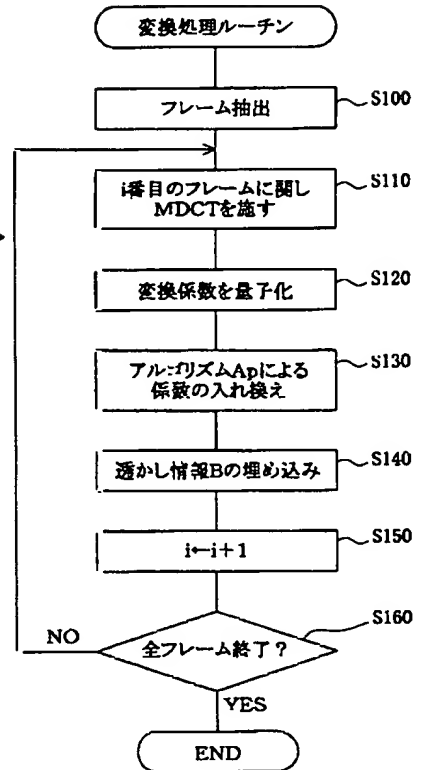 変換処理ルーチン
フレーム抽出
S100
i番目のフレームに関し
MDCTを施す
S110
変換係数を量子化
S120
アルゴリズムApによる
係数の入れ換え
S130
透かし情報Bの埋め込み
S140
i←i+1
S150
全フレーム終了?
S160
NO
YES
END